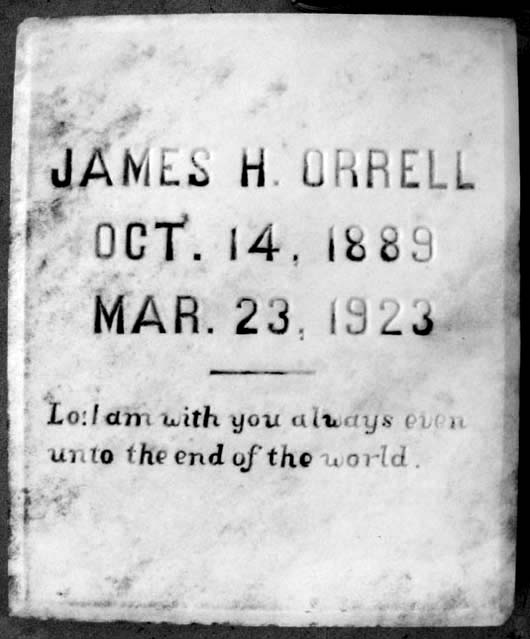 JAMES H. ORRELL
OCT. 14, 1889
MAR. 23, 1923
Lo: I am with you always even
unto the end of the world.